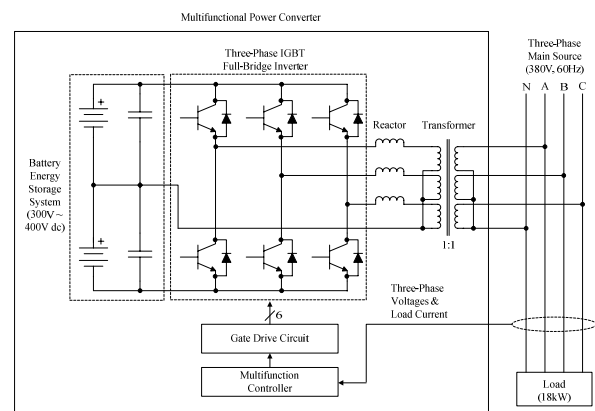 Multifunctional Power Converter
Three-Phase IGBT
Full-Bridge Inverter
Three-Phase
Main Source
(380V, 60Hz)
N A B C
Reactor
Transformer
+
Battery
Energy
Storage
System
(300V ~
400V dc)
+
1:1
6
Three-Phase
Voltages &
Load Current
Gate Drive Circuit
Multifunction
Controller
Load
(18kW)